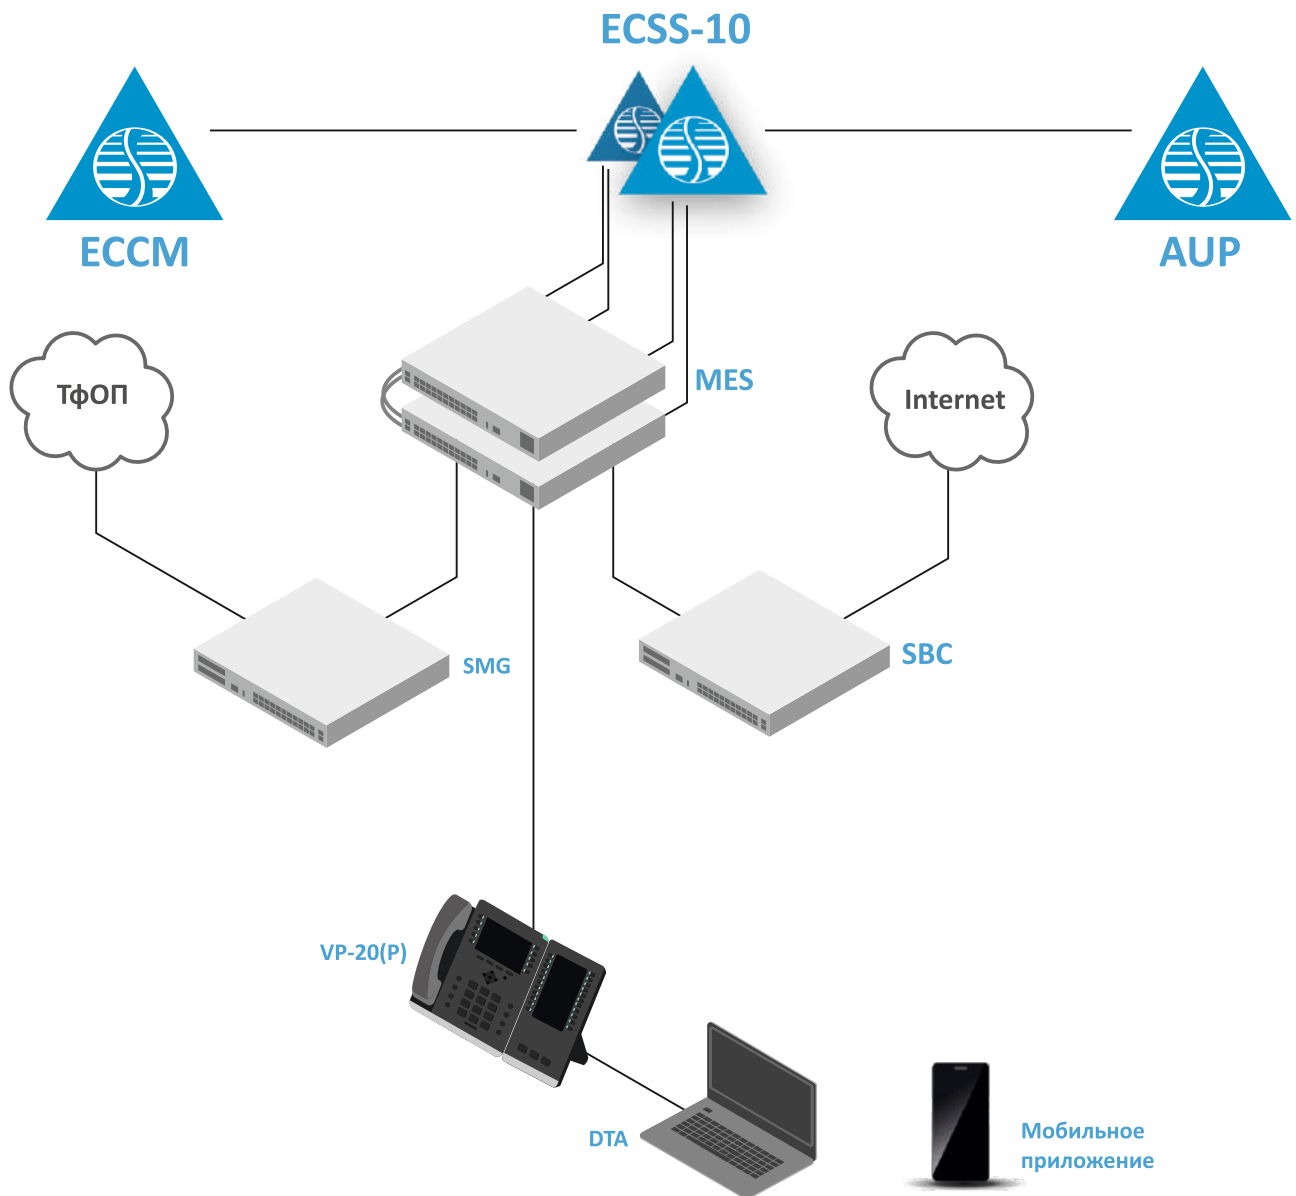 ECSS-10
ECCM
AUP
ТфОП
MES
Internet
SMG
SBC
VP-20(P)
DTA
Мобильное
приложение